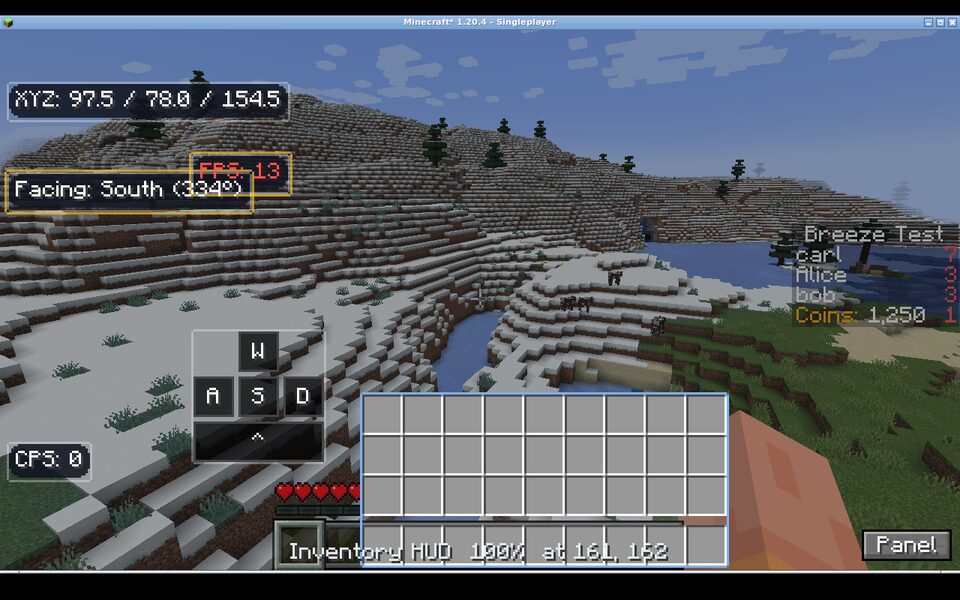 Minecraft* 1.20.4 - Singleplayer
XYZ: 97.5 / 78.0 / 154.5
FPS: 13
Facing: South (334°)
Breeze Test
carl 7
Alice 3
bob 3
Coins: 1,250 1
W
A S D
^
CPS: 0
Inventory HUD 100% at 161, 162
Panel